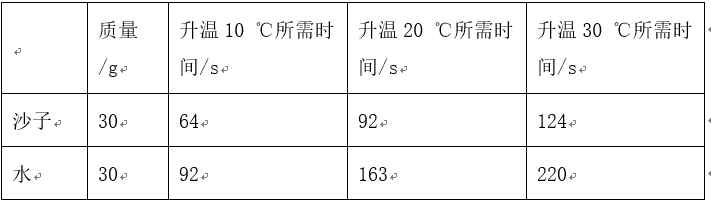 质量
/g
升温10 ℃所需时
间/s
升温20 ℃所需时
间/s
升温30 ℃所需时
间/s
沙子 30 64 92 124
水 30 92 163 220